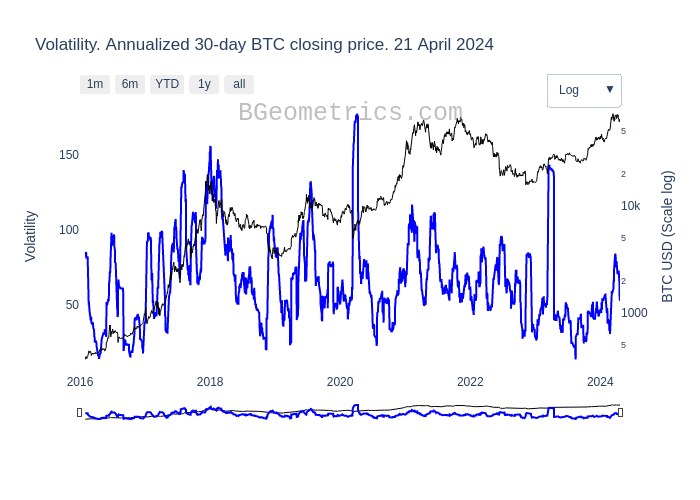 Volatility. Annualized 30-day BTC closing price. 21 April 2024
1m 6m YTD 1y all
Log ▼
BGeometrics.com
Volatility
150
100
50
5
2
10k
5
2
1000
5
BTC USD (Scale log)
2016 2018 2020 2022 2024